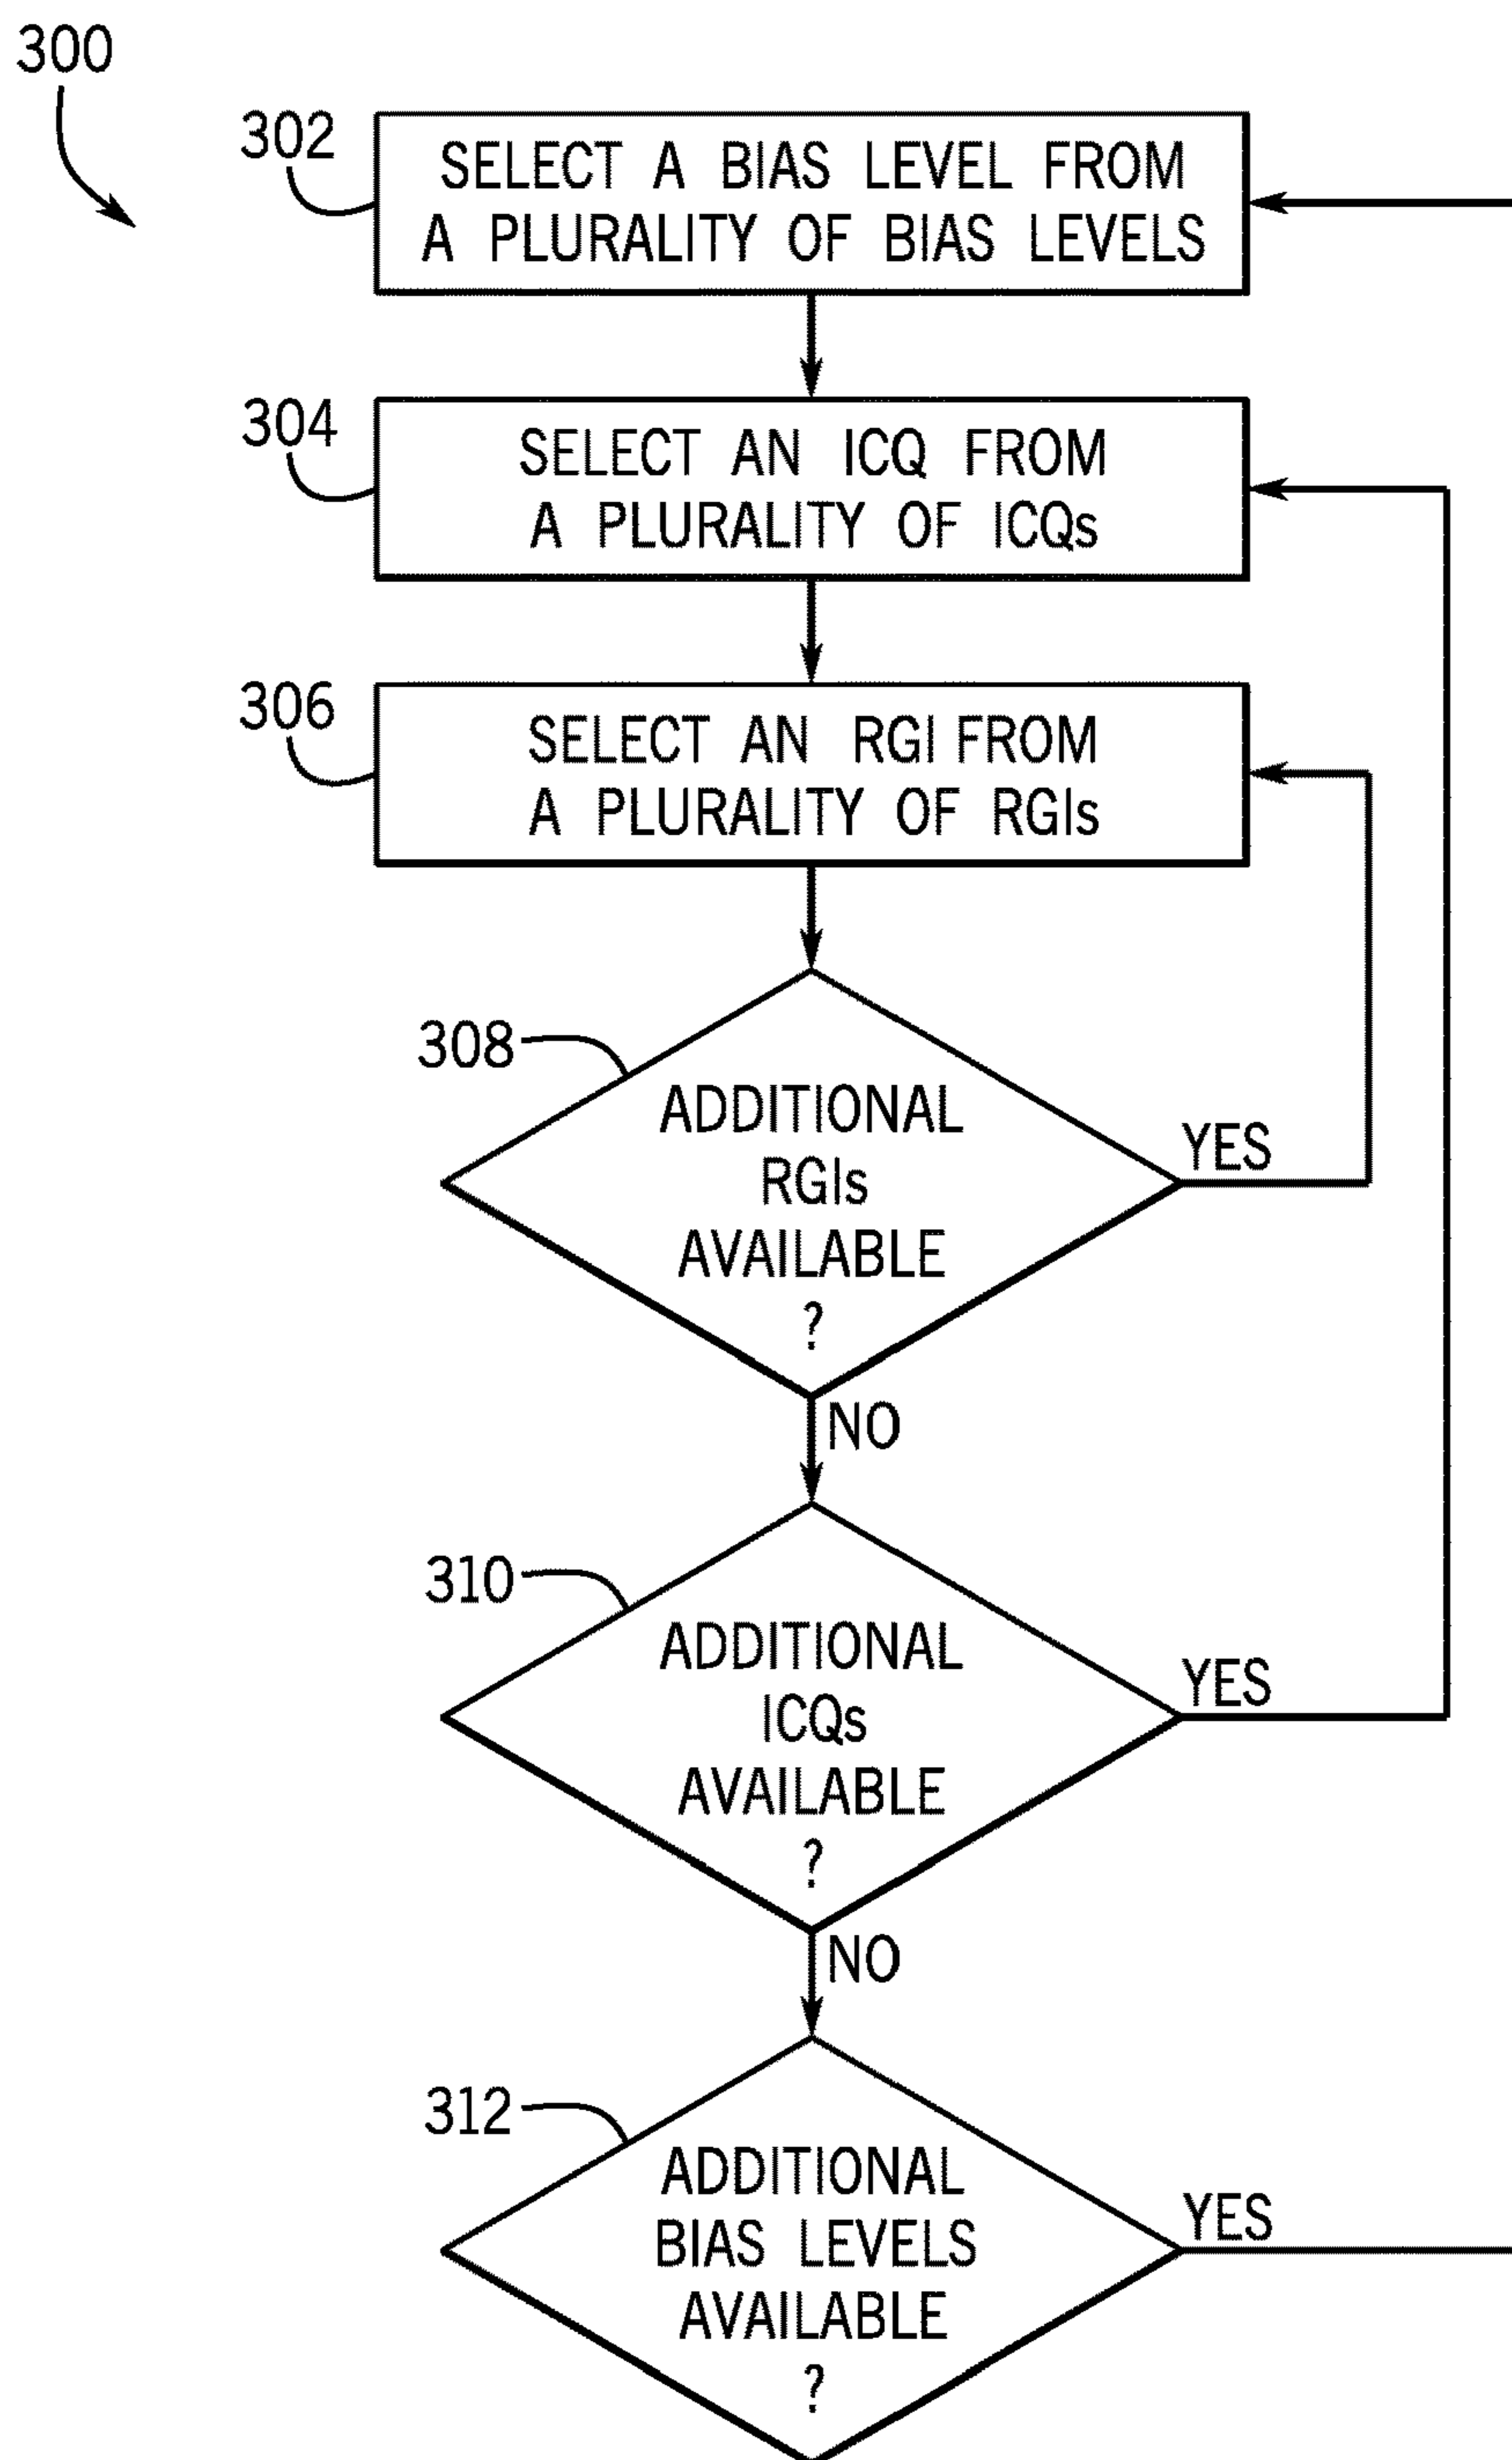 300
302
SELECT A BIAS LEVEL FROM
A PLURALITY OF BIAS LEVELS
304
SELECT AN ICQ FROM
A PLURALITY OF ICQs
306
SELECT AN RGI FROM
A PLURALITY OF RGIs
308
ADDITIONAL
RGIs
AVAILABLE
?
YES
NO
310
ADDITIONAL
ICQs
AVAILABLE
?
YES
NO
312
ADDITIONAL
BIAS LEVELS
AVAILABLE
?
YES